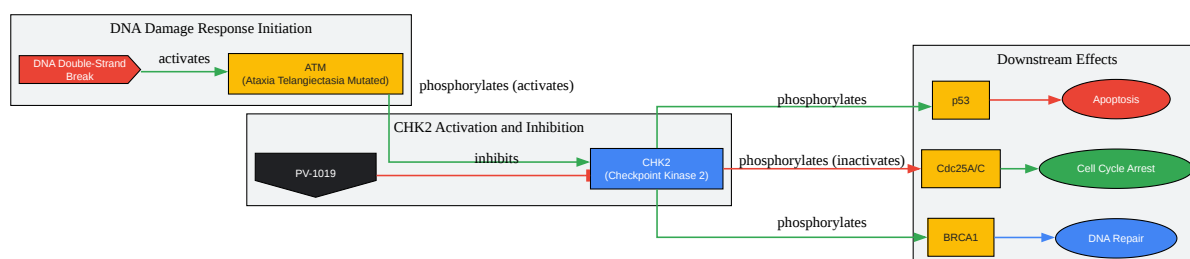 DNA Damage Response Initiation
DNA Double-Strand
Break
activates
ATM
(Ataxia Telangiectasia Mutated)
phosphorylates (activates)
CHK2 Activation and Inhibition
PV-1019
inhibits
CHK2
(Checkpoint Kinase 2)
phosphorylates
phosphorylates (inactivates)
phosphorylates
Downstream Effects
p53
Apoptosis
Cdc25A/C
Cell Cycle Arrest
BRCA1
DNA Repair